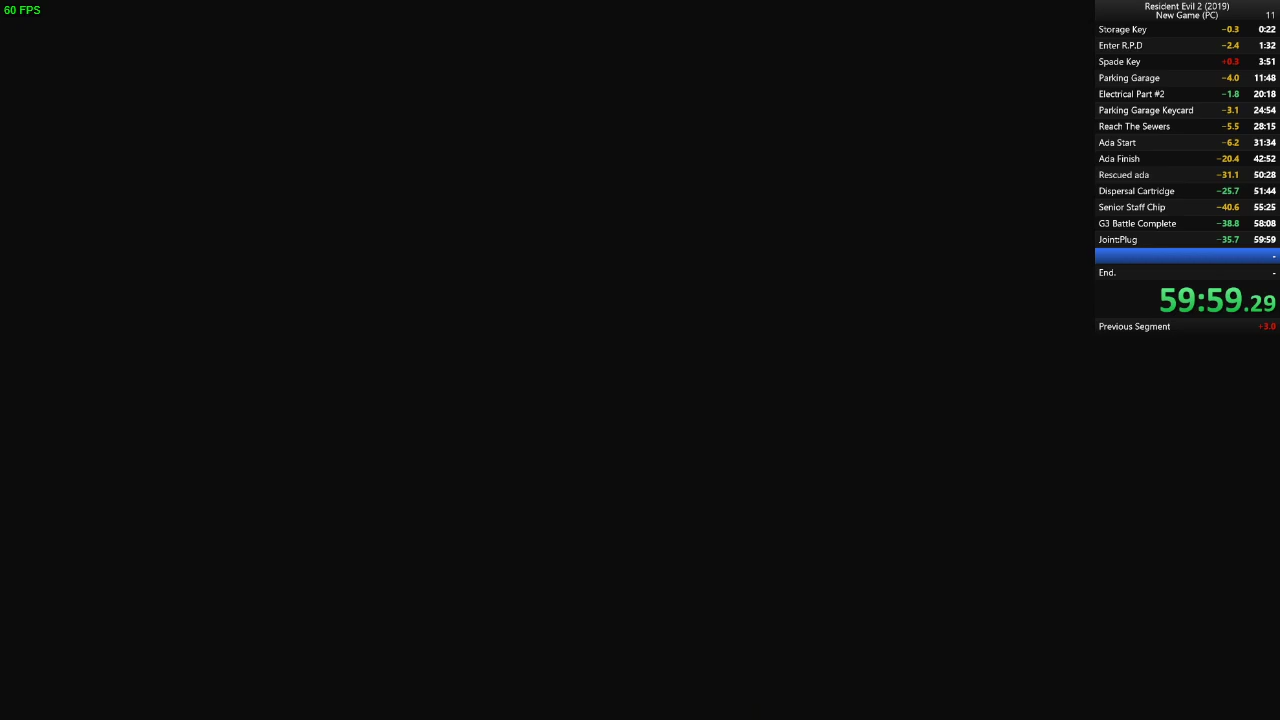 60 FPS
Resident Evil 2 (2019)
New Game (PC) 11
Storage Key −0.3 0:22
Enter R.P.D −2.4 1:32
Spade Key +0.3 3:51
Parking Garage −4.0 11:48
Electrical Part #2 −1.8 20:18
Parking Garage Keycard −3.1 24:54
Reach The Sewers −5.5 28:15
Ada Start −6.2 31:34
Ada Finish −20.4 42:52
Rescued ada −31.1 50:28
Dispersal Cartridge −25.7 51:44
Senior Staff Chip −40.6 55:25
G3 Battle Complete −38.8 58:08
Joint:Plug −35.7 59:59
-
End. -
59:59.29
Previous Segment +3.0